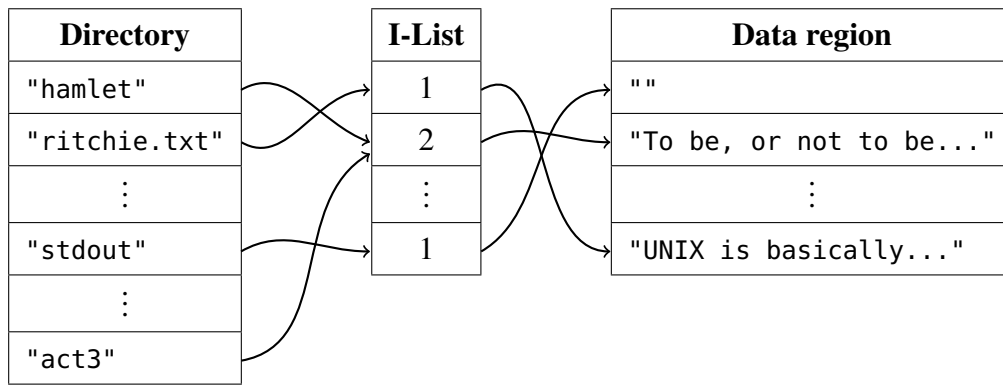 Directory
"hamlet"
"ritchie.txt"
⋮
"stdout"
⋮
"act3"
I-List
1
2
⋮
1
Data region
""
"To be, or not to be..."
⋮
"UNIX is basically..."